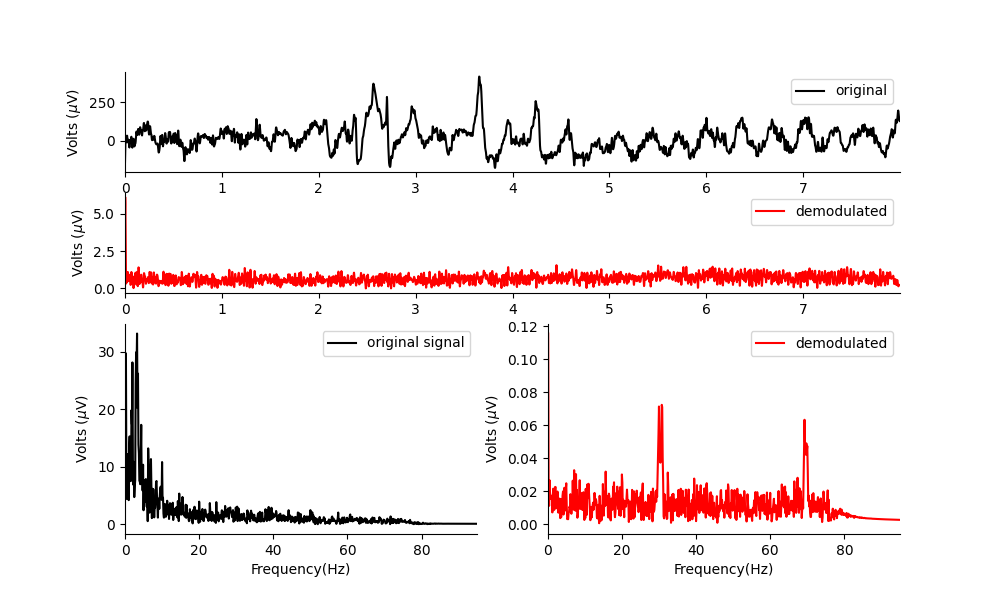 Volts (μV)
250
0
original
0 1 2 3 4 5 6 7
Volts (μV)
5.0
2.5
0.0
demodulated
0 1 2 3 4 5 6 7
Volts (μV)
30
20
10
0
original signal
0 20 40 60 80
Frequency(Hz)
Volts (μV)
0.12
0.10
0.08
0.06
0.04
0.02
0.00
demodulated
0 20 40 60 80
Frequency(Hz)